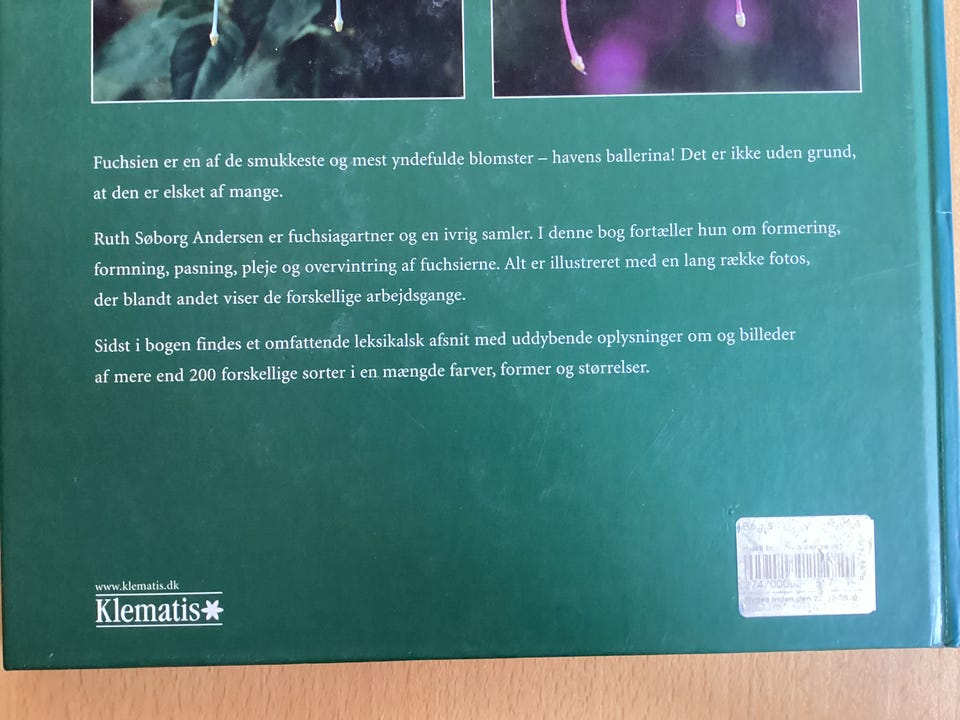 Fuchsien er en af de smukkeste og mest yndefulde blomster – havens ballerina! Det er ikke uden grund,
at den er elsket af mange.
Ruth Søborg Andersen er fuchsiagartner og en ivrig samler. I denne bog fortæller hun om formering,
formning, pasning, pleje og overvintring af fuchsierne. Alt er illustreret med en lang række fotos,
der blandt andet viser de forskellige arbejdsgange.
Sidst i bogen findes et omfattende leksikalsk afsnit med uddybende oplysninger om og billeder
af mere end 200 forskellige sorter i en mængde farver, former og størrelser.
www.klematis.dk
Klematis